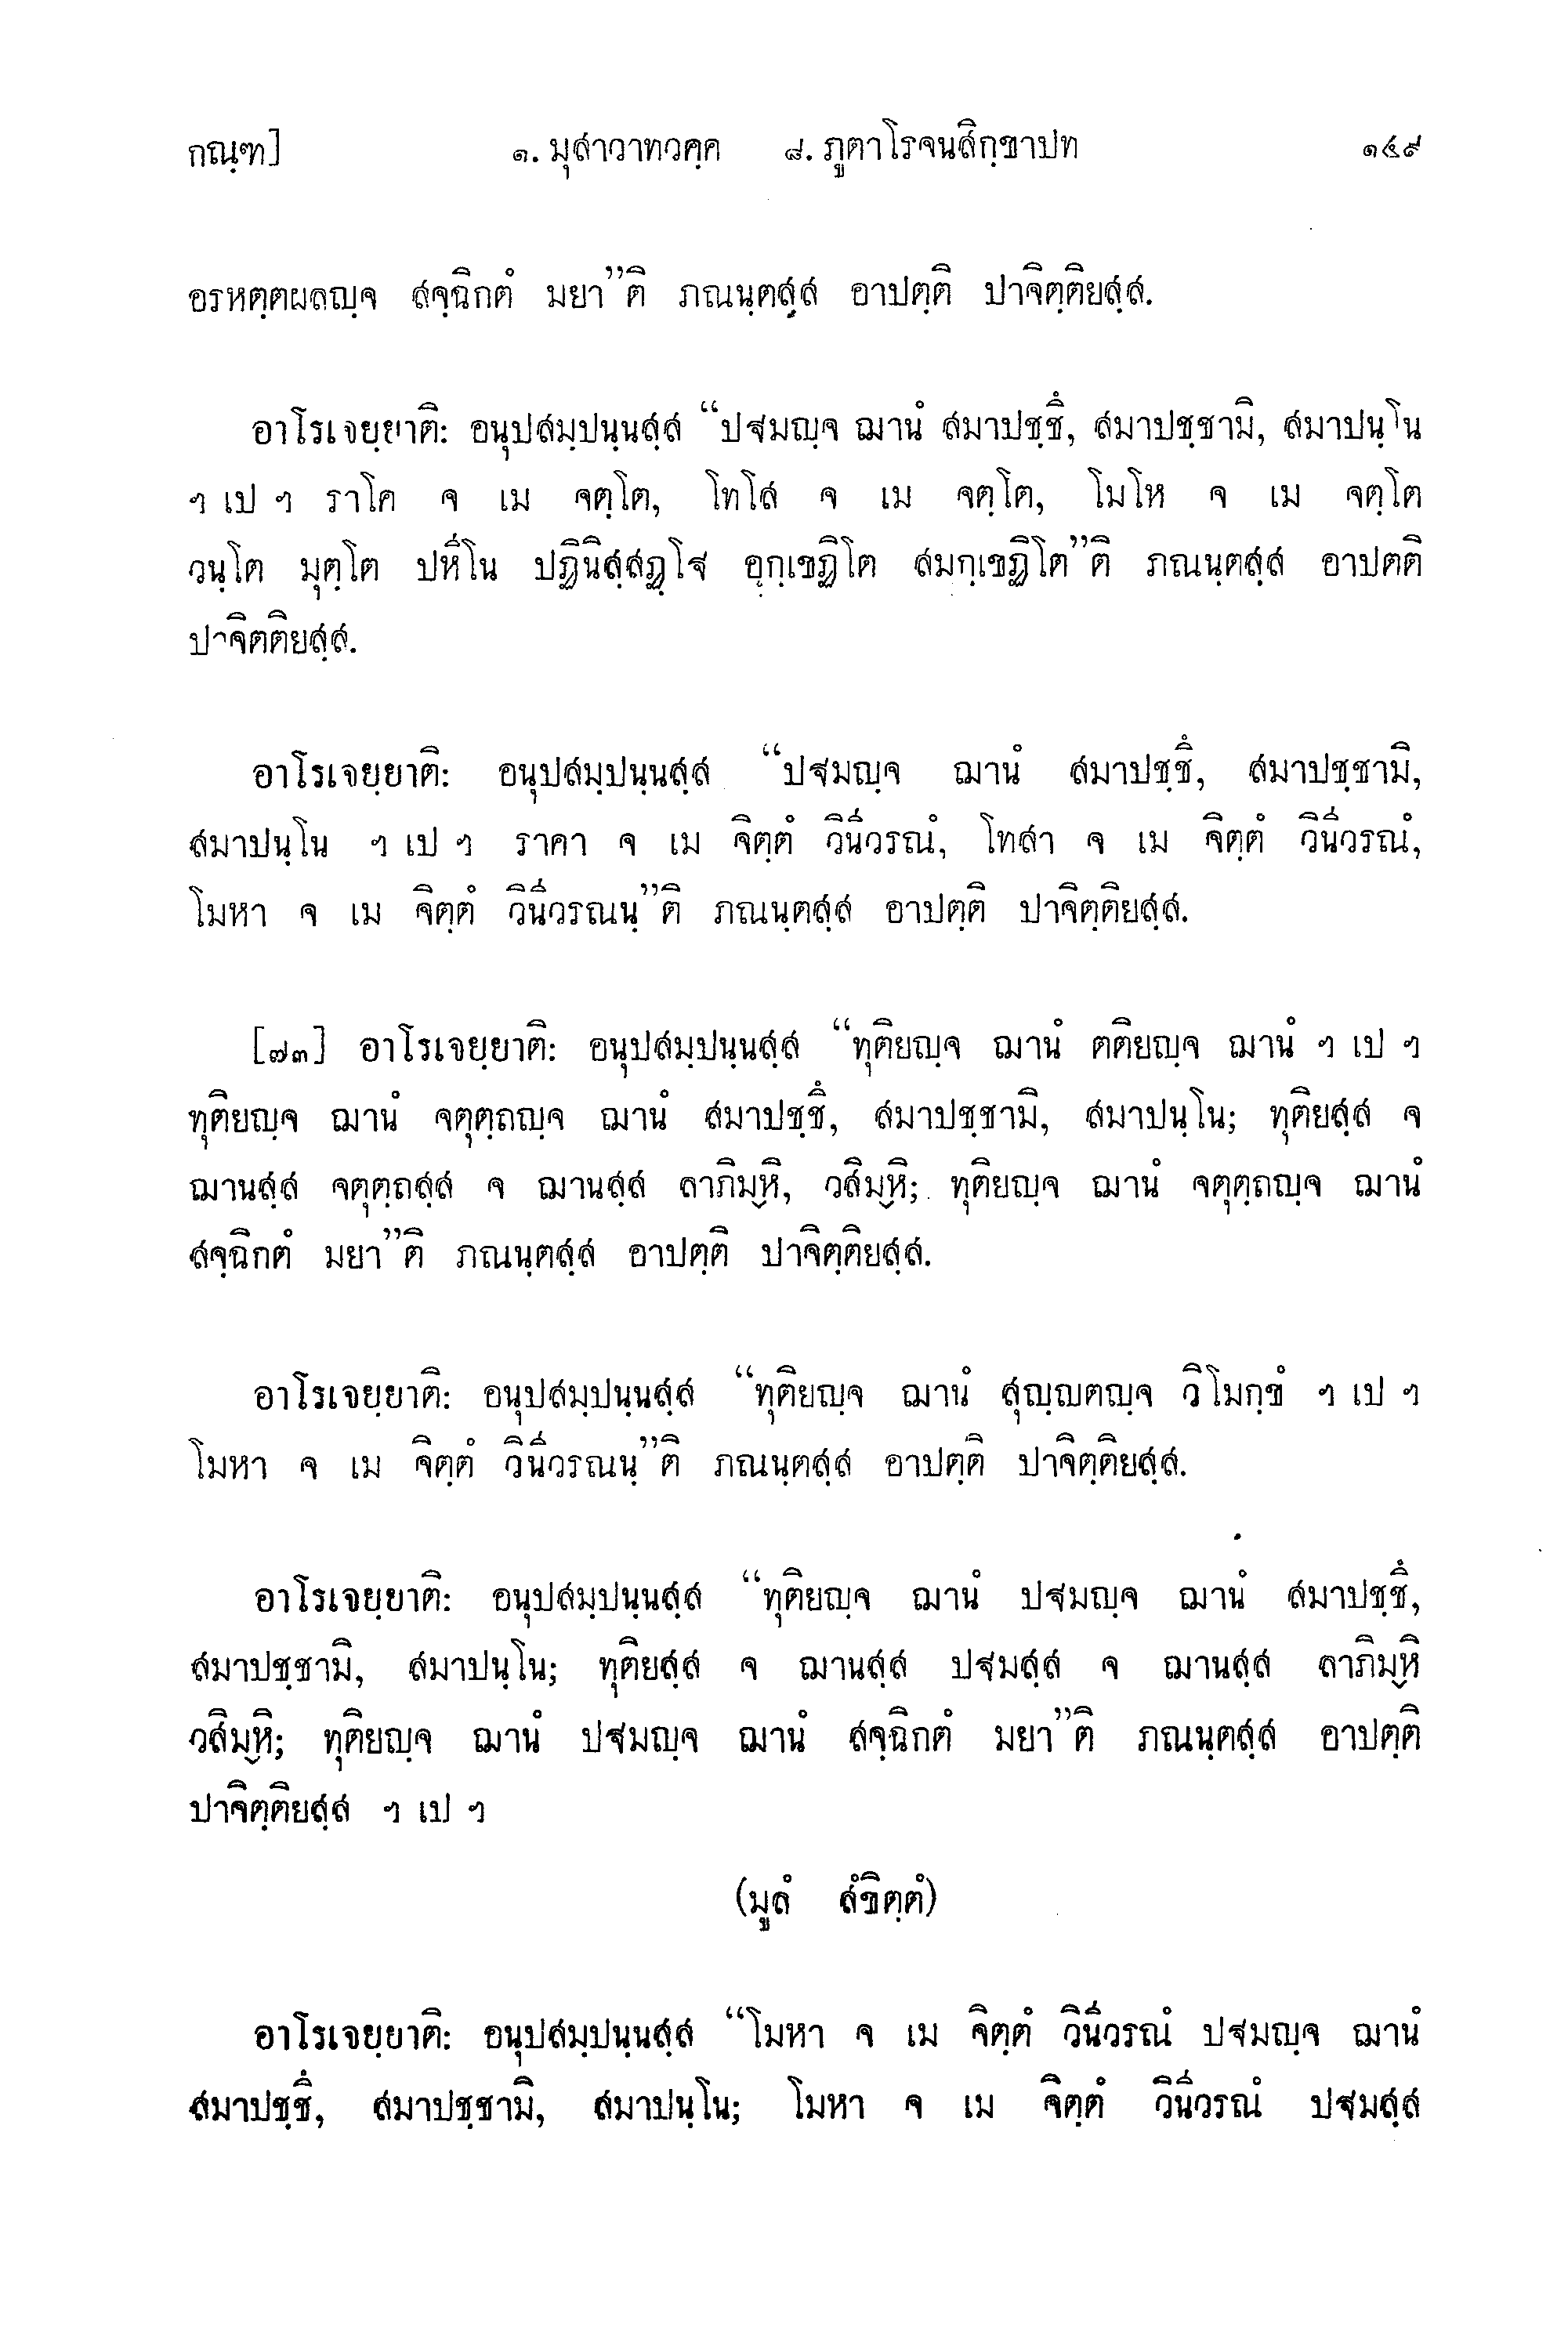 กณฺฑ] ๑. มุสาวาทวคฺค ๘. ภูตาโรจนสิกฺขาปท ๑๔๙
อรหตฺตผลญฺจ สจฺฉิกตํ มยา”ติ ภณนฺตสฺส อาปตฺติ ปาจิตฺติยสฺส.
อาโรเจยฺยาติ: อนุปสมฺปนฺนสฺส “ปฐมญฺจ ฌานํ สมาปชฺชึ, สมาปชฺชามิ, สมาปนฺโน
ฯ เป ฯ ราโค จ เม จตฺโต, โทโส จ เม จตฺโต, โมโห จ เม จตฺโต
วนฺโต มุตฺโต ปหีโน ปฏินิสฺสฏฺโฐ อุกฺเขฏิโต สมกฺเขฏิโต”ติ ภณนฺตสฺส อาปตติ
ปาจิตติยสฺส.
อาโรเจยฺยาติ: อนุปสมฺปนฺนสฺส “ปฐมญฺจ ฌานํ สมาปชฺชึ, สมาปชฺชามิ,
สมาปนฺโน ฯ เป ฯ ราคา จ เม จิตฺตํ วินีวรณํ, โทสา จ เม จิตฺตํ วินีวรณํ,
โมหา จ เม จิตฺตํ วินีวรณนฺ”ติ ภณนฺตสฺส อาปตฺติ ปาจิตฺติยสฺส.
[๗๓] อาโรเจยฺยาติ: อนุปสมฺปนฺนสฺส “ทุติยญฺจ ฌานํ ตติยญฺจ ฌานํ ฯ เป ฯ
ทุติยญฺจ ฌานํ จตุตฺถญฺจ ฌานํ สมาปชฺชึ, สมาปชฺชามิ, สมาปนฺโน; ทุติยสฺส จ
ฌานสฺส จตุตฺถสฺส จ ฌานสฺส ลาภิมฺหิ, วสิมฺหิ; ทุติยญฺจ ฌานํ จตุตฺถญฺจ ฌานํ
สจฺฉิกตํ มยา”ติ ภณนฺตสฺส อาปตฺติ ปาจิตฺติยสฺส.
อาโรเจยฺยาติ: อนุปสมฺปนฺนสฺส “ทุติยญฺจ ฌานํ สุญฺญตญฺจ วิโมกฺขํ ฯ เป ฯ
โมหา จ เม จิตฺตํ วินีวรณนฺ”ติ ภณนฺตสฺส อาปตฺติ ปาจิตฺติยสฺส.
อาโรเจยฺยาติ: อนุปสมฺปนฺนสฺส “ทุติยญฺจ ฌานํ ปฐมญฺจ ฌานํ สมาปชฺชึ,
สมาปชฺชามิ, สมาปนฺโน; ทุติยสฺส จ ฌานสฺส ปฐมสฺส จ ฌานสฺส ลาภิมฺหิ
วสิมฺหิ; ทุติยญฺจ ฌานํ ปฐมญฺจ ฌานํ สจฺฉิกตํ มยา”ติ ภณนฺตสฺส อาปตฺติ
ปาจิตฺติยสฺส ฯ เป ฯ
(มูลํ สํขิตฺตํ)
อาโรเจยฺยาติ: อนุปสมฺปนฺนสฺส “โมหา จ เม จิตฺตํ วินีวรณํ ปฐมญฺจ ฌานํ
สมาปชฺชึ, สมาปชฺชามิ, สมาปนฺโน; โมหา จ เม จิตฺตํ วินีวรณํ ปฐมสฺส